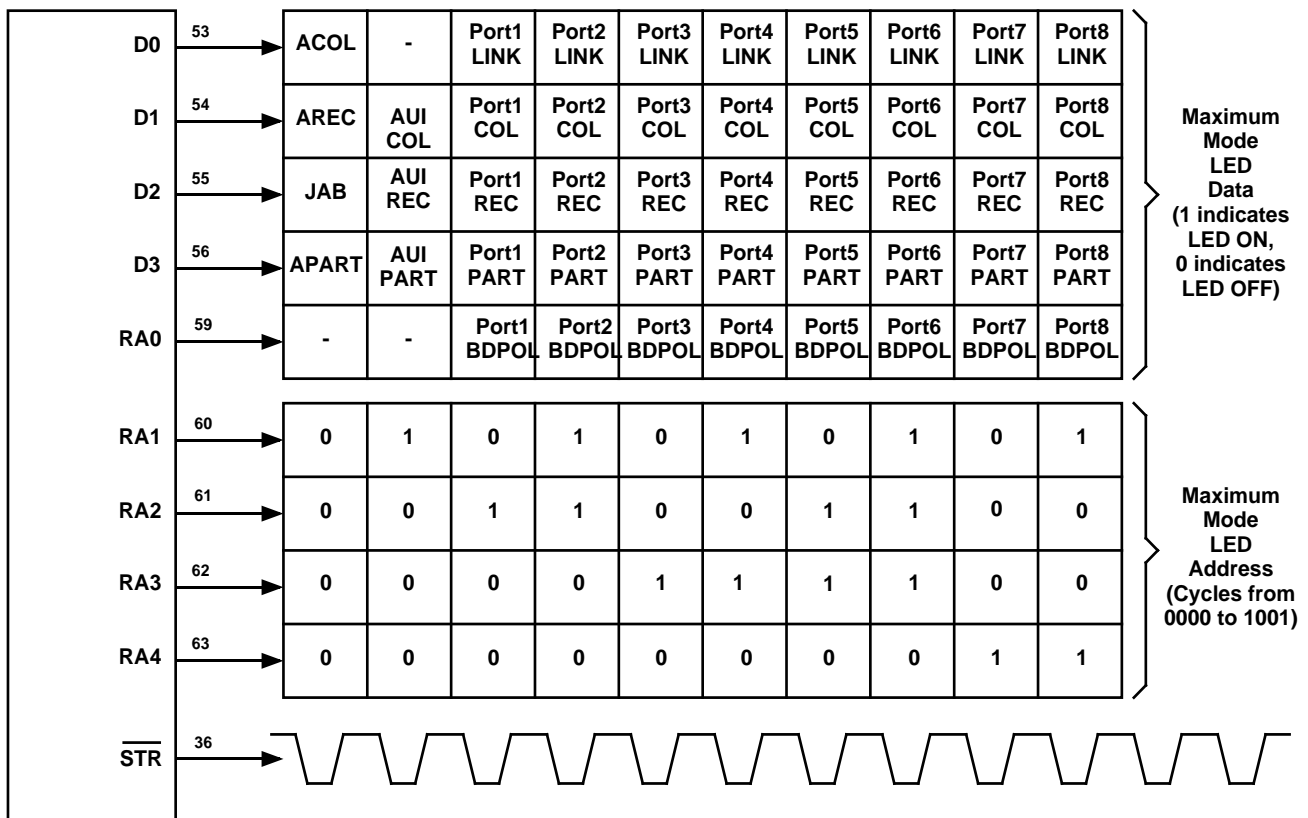 D0 53 ACOL - Port1 LINK Port2 LINK Port3 LINK Port4 LINK Port5 LINK Port6 LINK Port7 LINK Port8 LINK
D1 54 AREC AUI COL Port1 COL Port2 COL Port3 COL Port4 COL Port5 COL Port6 COL Port7 COL Port8 COL
D2 55 JAB AUI REC Port1 REC Port2 REC Port3 REC Port4 REC Port5 REC Port6 REC Port7 REC Port8 REC
D3 56 APART AUI PART Port1 PART Port2 PART Port3 PART Port4 PART Port5 PART Port6 PART Port7 PART Port8 PART
RA0 59 - - Port1 BDPOL Port2 BDPOL Port3 BDPOL Port4 BDPOL Port5 BDPOL Port6 BDPOL Port7 BDPOL Port8 BDPOL
Maximum
Mode
LED
Data
(1 indicates
LED ON,
0 indicates
LED OFF)
RA1 60 0 1 0 1 0 1 0 1 0 1
RA2 61 0 0 1 1 0 0 1 1 0 0
RA3 62 0 0 0 0 1 1 1 1 0 0
RA4 63 0 0 0 0 0 0 0 0 1 1
Maximum
Mode
LED
Address
(Cycles from
0000 to 1001)
STR 36